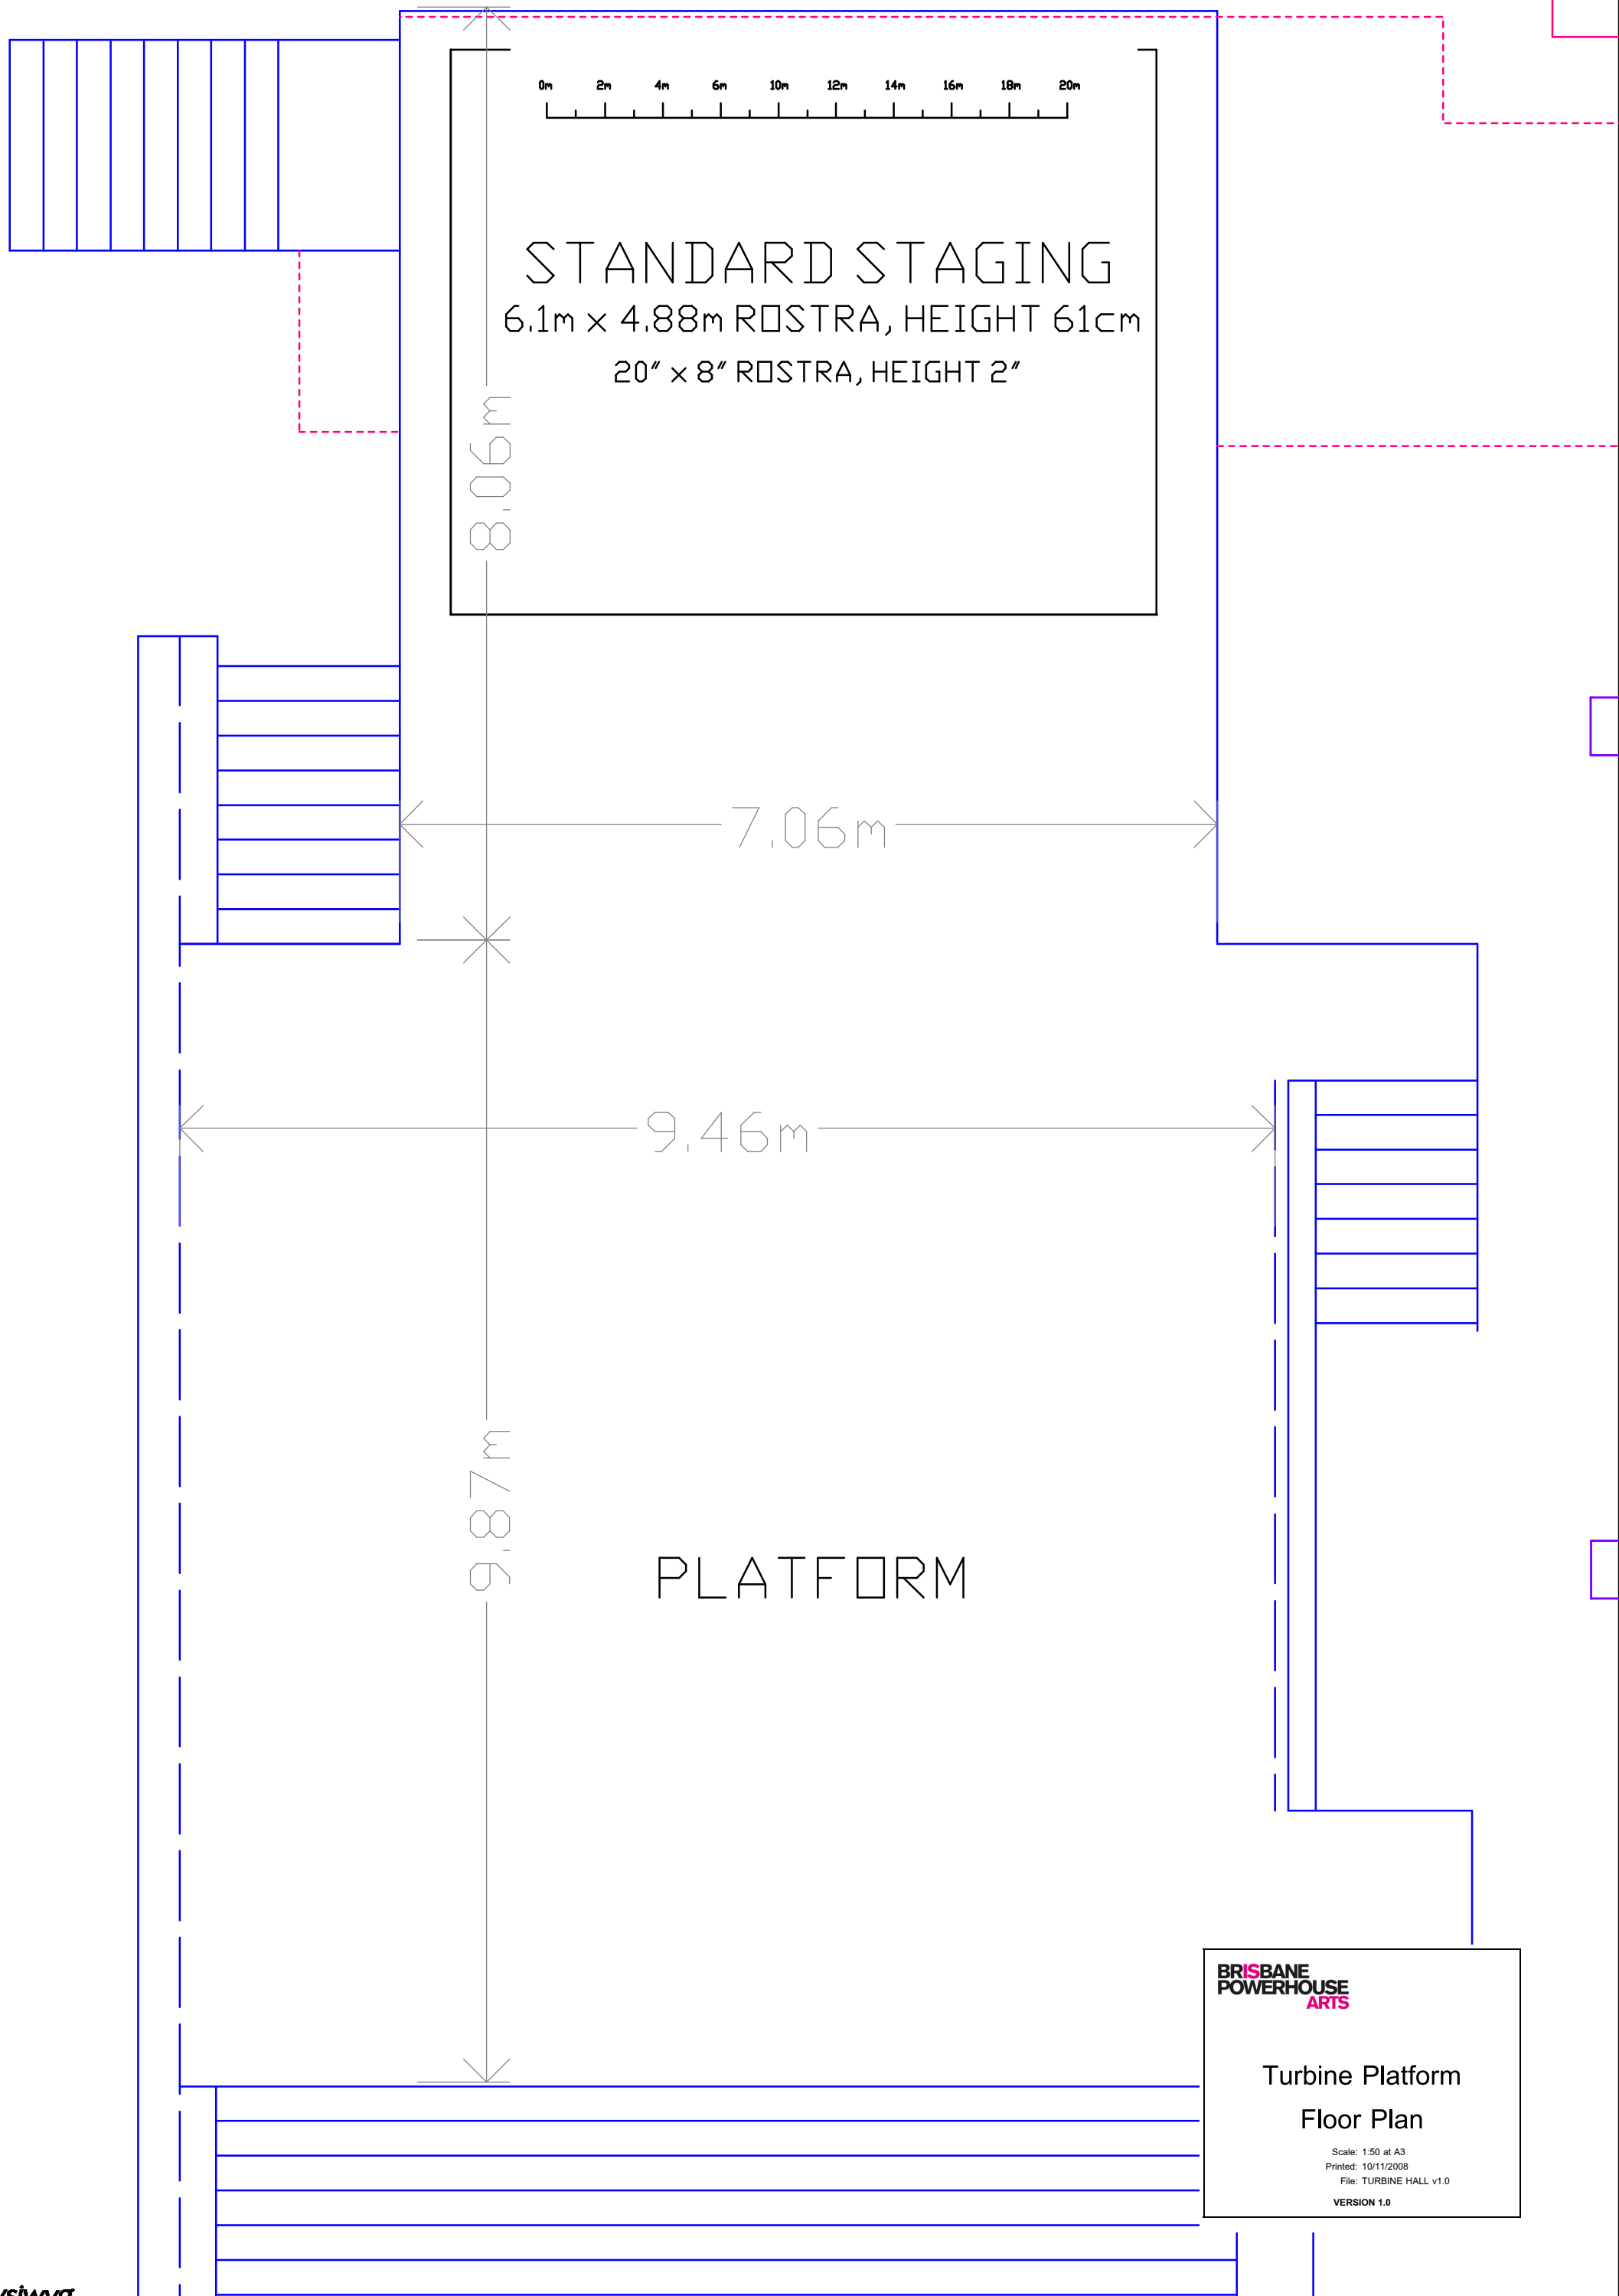 0m 2m 4m 6m 10m 12m 14m 16m 18m 20m
STANDARD STAGING
6.1m x 4.88m ROSTRA, HEIGHT 61cm
20" x 8" ROSTRA, HEIGHT 2"
8.06m
7.06m
9.46m
9.87m
PLATFORM
BRISBANE
POWERHOUSE
ARTS
Turbine Platform
Floor Plan
Scale: 1:50 at A3
Printed: 10/11/2008
File: TURBINE HALL v1.0
VERSION 1.0